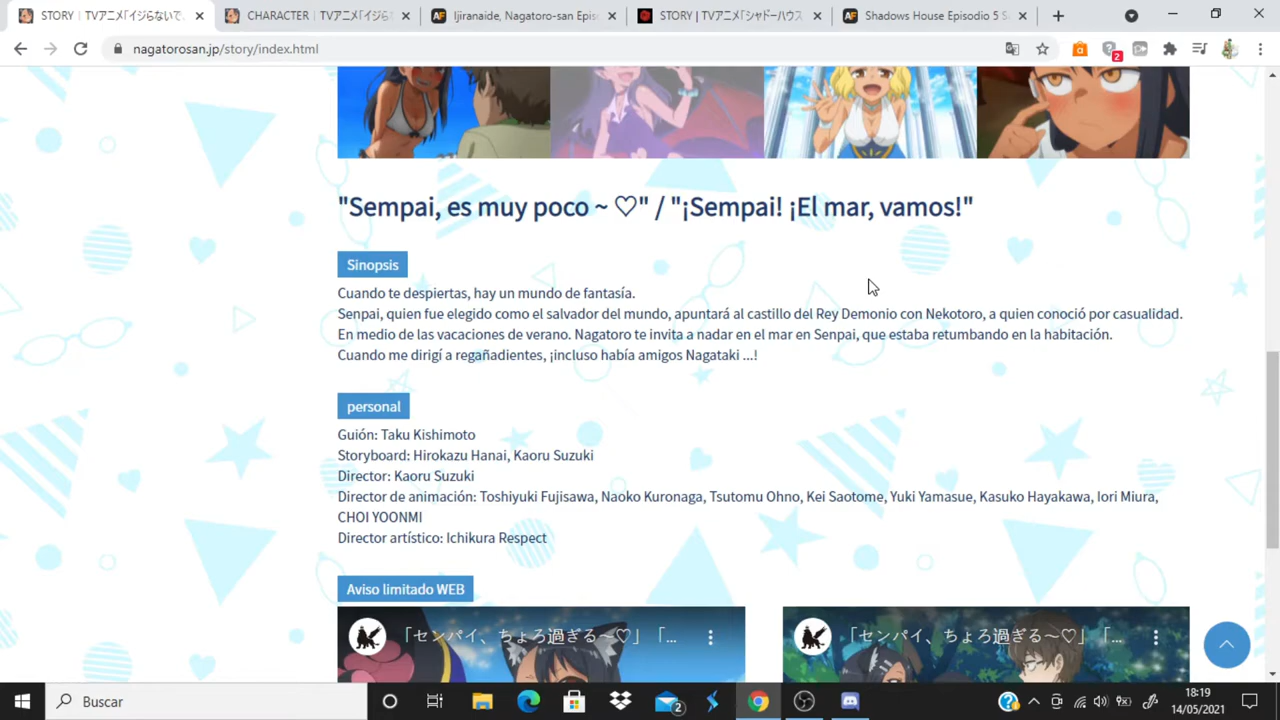 STORY | TVアニメ「イジらないで、
CHARACTER | TVアニメ「イジら
Ijiranaide, Nagatoro-san Epi
STORY | TVアニメ「シャドーハウス
Shadows House Episodio 5 S
nagatorosan.jp/story/index.html
2
"Sempai, es muy poco ~ ♡" / "¡Sempai! ¡El mar, vamos!"
Sinopsis
Cuando te despiertas, hay un mundo de fantasía.
Senpai, quien fue elegido como el salvador del mundo, apuntará al castillo del Rey Demonio con Nekotoro, a quien conoció por casualidad.
En medio de las vacaciones de verano. Nagatoro te invita a nadar en el mar en Senpai, que estaba retumbando en la habitación.
Cuando me dirigí a regañadientes, ¡incluso había amigos Nagataki ...!
personal
Guión: Taku Kishimoto
Storyboard: Hirokazu Hanai, Kaoru Suzuki
Director: Kaoru Suzuki
Director de animación: Toshiyuki Fujisawa, Naoko Kuronaga, Tsutomu Ohno, Kei Saotome, Yuki Yamasue, Kasuko Hayakawa, Iori Miura,
CHOI YOONMI
Director artístico: Ichikura Respect
Aviso limitado WEB
「センパイ、ちょろ過ぎる～♡」「...
「センパイ、ちょろ過ぎる～♡」「...
Buscar
2
18:19
14/05/2021